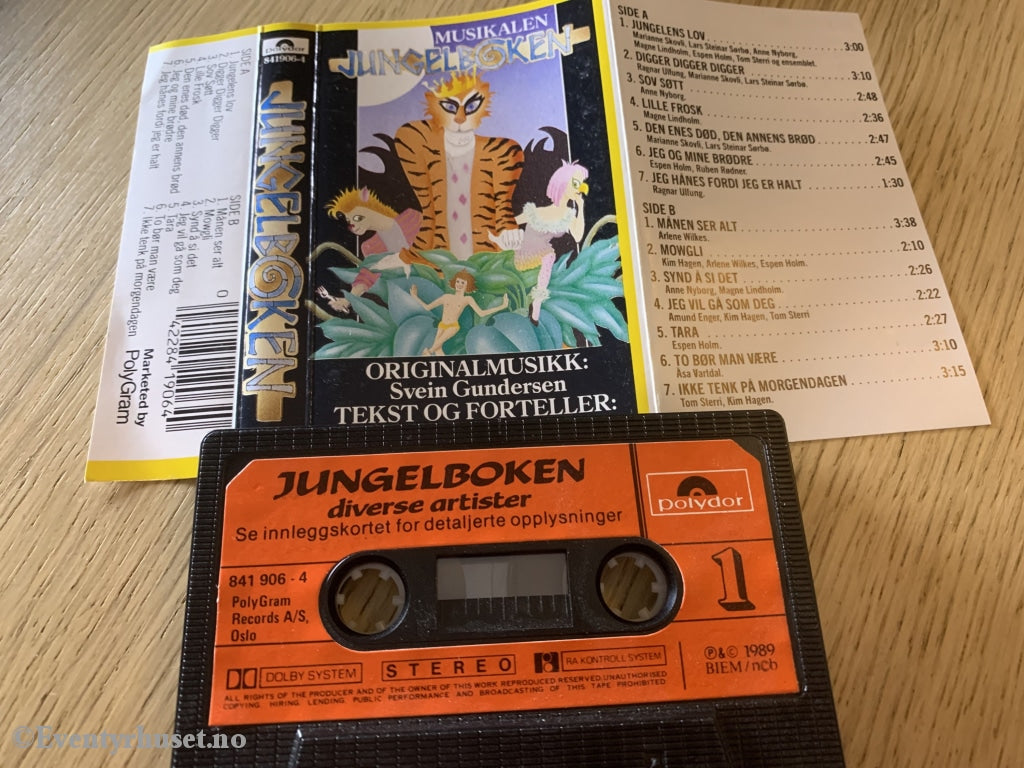 SIDE A
1 Jungelens lov
2 Digger Digger Digger
3 Sov Søtt
4 Lille Frosk
5 Den enes død, den annens brød
6 Jeg og mine brødre
7 Jeg hånes fordi jeg er halt
SIDE B
1 Månen ser alt
2 Mowgli
3 Synd å si det
4 Jeg vil gå som deg
5 Tara
6 To bør man være
7 Ikke tenk på morgendagen
0
42284 19064
Marketed by
PolyGram
Polydor
841906-4
JUNGELBOKEN
MUSIKALEN
JUNGELBOKEN
ORIGINALMUSIKK:
Svein Gundersen
TEKST OG FORTELLER:
SIDE A
1. JUNGELENS LOV 3:00
Marianne Skovli, Lars Steinar Sørbø, Anne Nyborg,
Magne Lindholm, Espen Holm, Tom Sterri og ensemblet.
2. DIGGER DIGGER DIGGER 3:10
Ragnar Ulfung, Marianne Skovli, Lars Steinar Sørbø.
3. SOV SØTT 2:48
Anne Nyborg.
4. LILLE FROSK 2:36
Magne Lindholm.
5. DEN ENES DØD, DEN ANNENS BRØD 2:47
Marianne Skovli, Lars Steinar Sørbø.
6. JEG OG MINE BRØDRE 2:45
Espen Holm, Ruben Rødner.
7. JEG HÅNES FORDI JEG ER HALT 1:30
Ragnar Ulfung.
SIDE B
1. MÅNEN SER ALT 3:38
Arlene Wilkes.
2. MOWGLI 2:10
Kim Hagen, Arlene Wilkes, Espen Holm.
3. SYND Å SI DET 2:26
Anne Nyborg, Magne Lindholm.
4. JEG VIL GÅ SOM DEG 2:22
Amund Enger, Kim Hagen, Tom Sterri
5. TARA 2:27
Espen Holm.
6. TO BØR MAN VÆRE 3:10
Åsa Vartdal.
7. IKKE TENK PÅ MORGENDAGEN 3:15
Tom Sterri, Kim Hagen.
JUNGELBOKEN
diverse artister
Se innleggskortet for detaljerte opplysninger
polydor
841 906 - 4
PolyGram
Records A/S,
Oslo
1
DOLBY SYSTEM
STEREO
RA KONTROLL SYSTEM
Ⓟ & © 1989
BIEM / ncb
ALL RIGHTS OF THE PRODUCER AND OF THE OWNER OF THIS WORK REPRODUCED RESERVED. UNAUTHORISED
COPYING. HIRING. LENDING. PUBLIC PERFORMANCE AND BROADCASTING OF THIS TAPE PROHIBITED
©Eventyrhuset.no